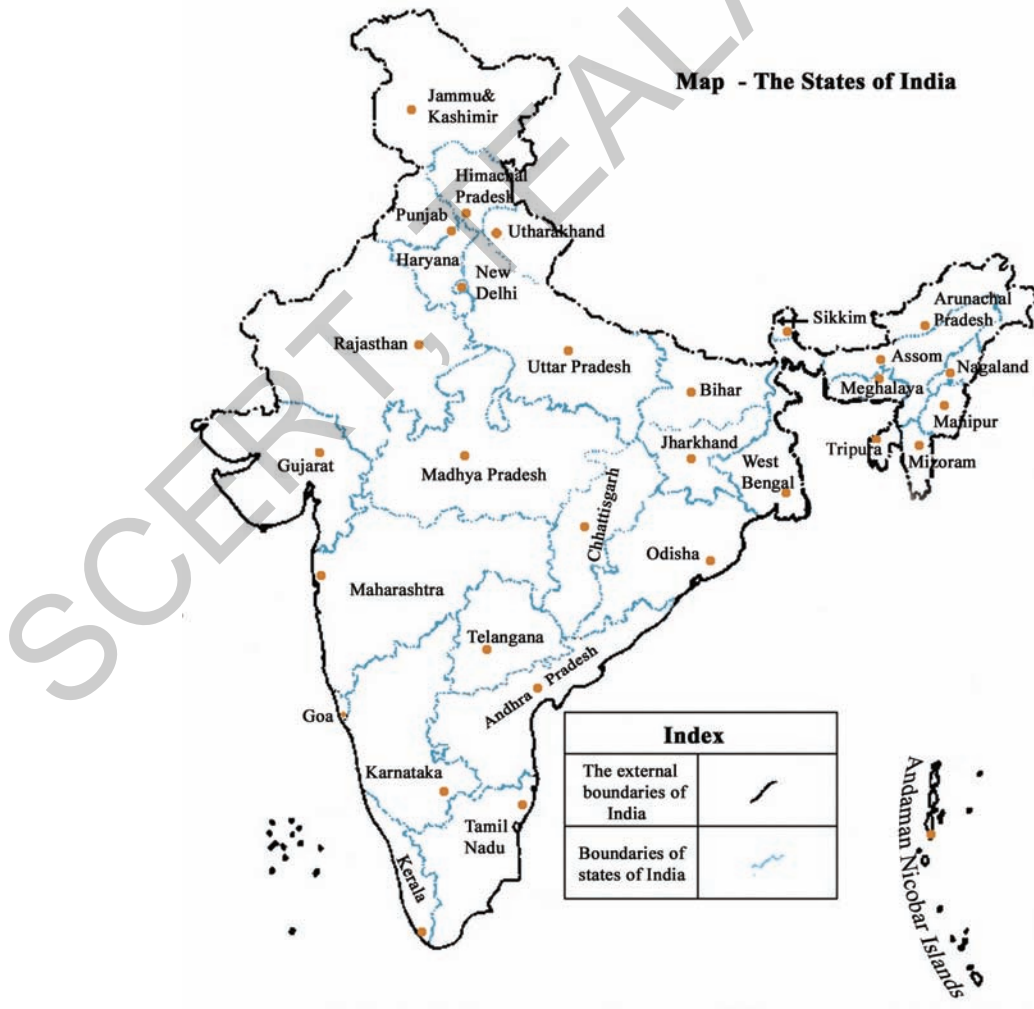 SCERT, TEALA
Map - The States of India
Jammu&
Kashimir
Himachal
Pradesh
Punjab
Utharakhand
Haryana
New
Delhi
Rajasthan
Uttar Pradesh
Sikkim
Arunachal
Pradesh
Assom
Nagaland
Meghalaya
Manipur
Bihar
Tripura
Mizoram
Jharkhand
West
Bengal
Gujarat
Madhya Pradesh
Chhattisgarh
Odisha
Maharashtra
Telangana
Andhra Pradesh
Goa
Karnataka
Tamil
Nadu
Kerala
Index
The external
boundaries of
India
Boundaries of
states of India
Andaman Nicobar Islands